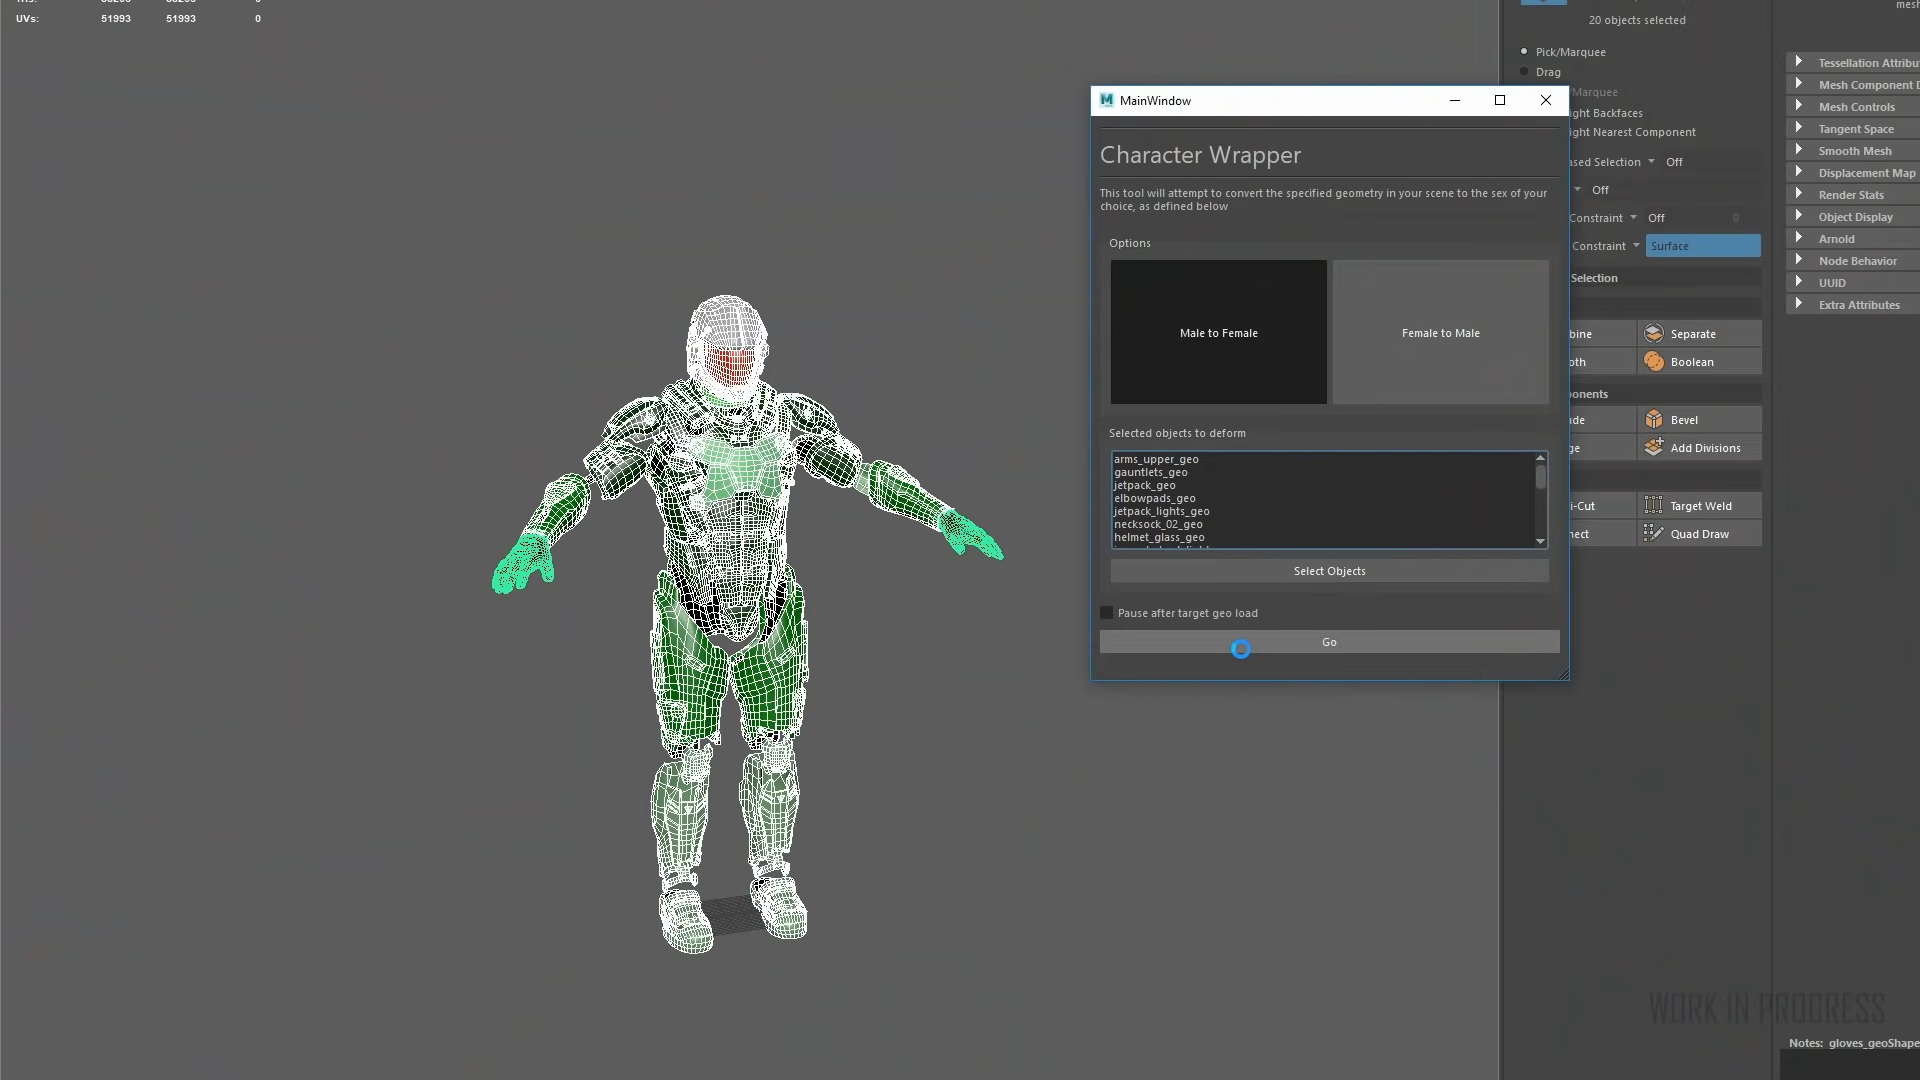 UVs: 51993 51993 0
20 objects selected
Pick/Marquee
Drag
/Marquee
ight Backfaces
ight Nearest Component
ased Selection Off
Off
Constraint Off 0
Constraint Surface
Selection
bine Separate
oth Boolean
ponents
ude Bevel
ge Add Divisions
i-Cut Target Weld
nect Quad Draw
mesh
Tessellation Attribu
Mesh Component D
Mesh Controls
Tangent Space
Smooth Mesh
Displacement Map
Render Stats
Object Display
Arnold
Node Behavior
UUID
Extra Attributes
MainWindow
Character Wrapper
This tool will attempt to convert the specified geometry in your scene to the sex of your
choice, as defined below
Options
Male to Female Female to Male
Selected objects to deform
arms_upper_geo
gauntlets_geo
jetpack_geo
elbowpads_geo
jetpack_lights_geo
necksock_02_geo
helmet_glass_geo
Select Objects
Pause after target geo load
Go
WORK IN PROGRESS
Notes: gloves_geoShape